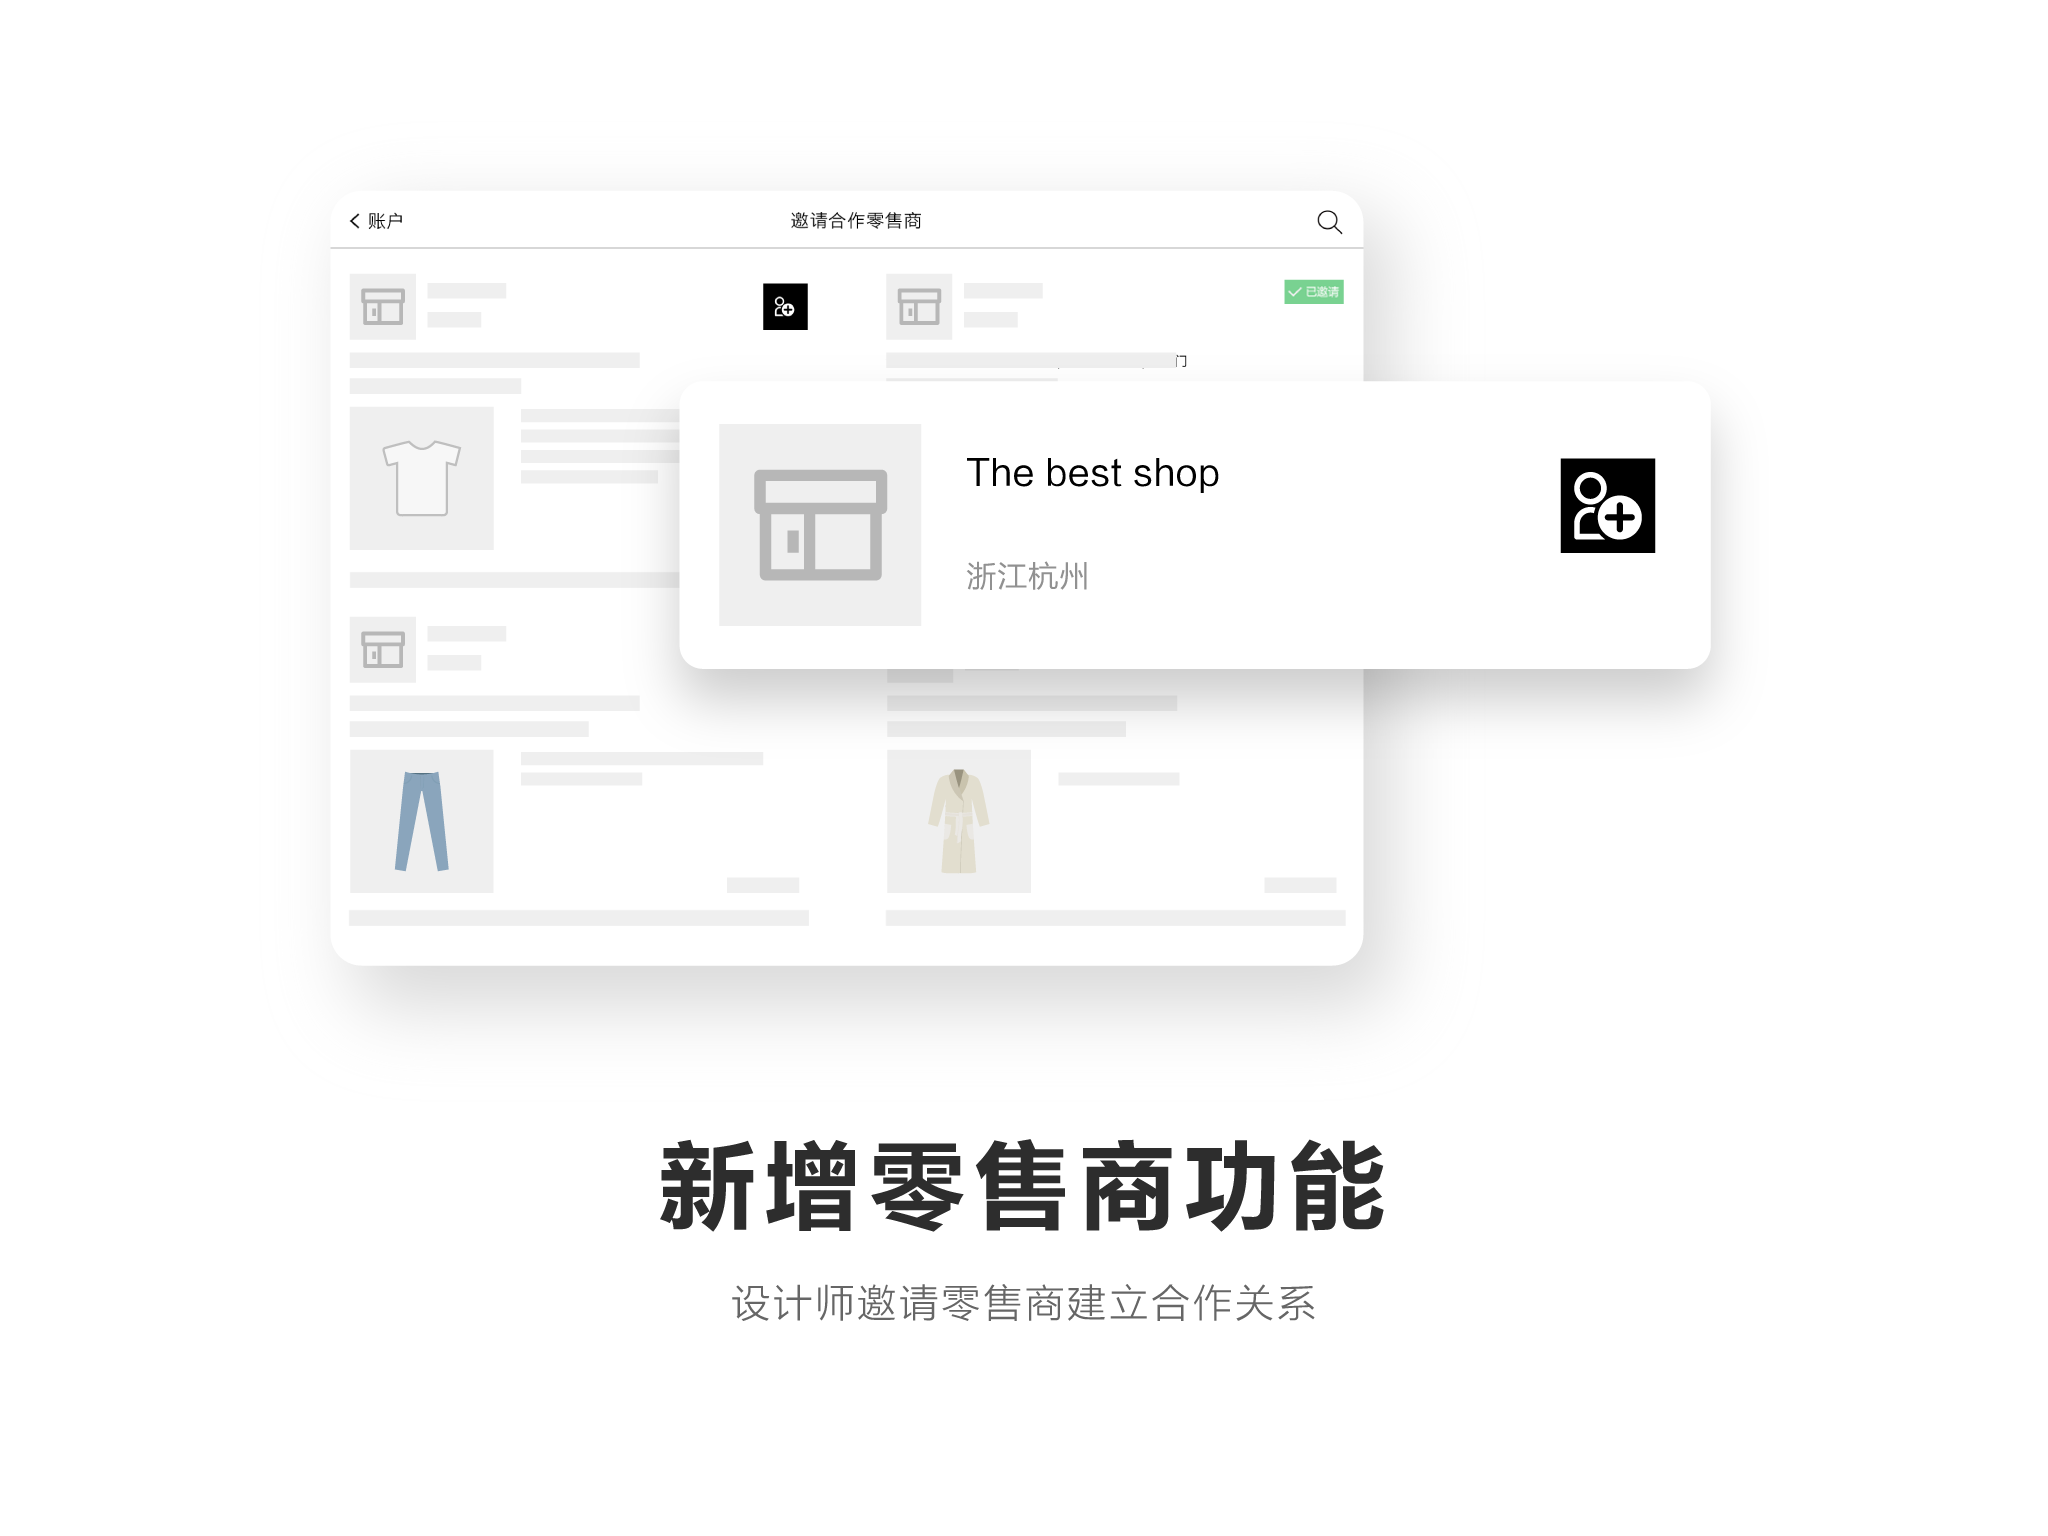 账户
邀请合作零售商
已邀请
门
The best shop
浙江杭州
新增零售商功能
设计师邀请零售商建立合作关系